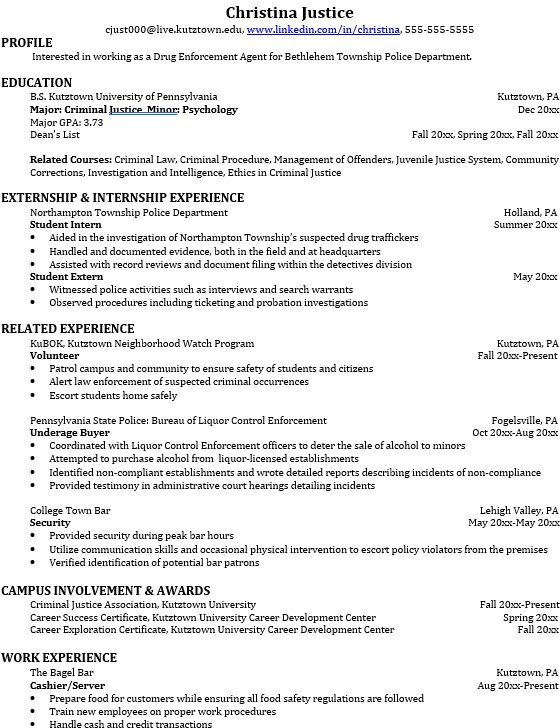 Christina Justice
cjust000@live.kutztown.edu, www.linkedin.com/in/christina, 555-555-5555
PROFILE
Interested in working as a Drug Enforcement Agent for Bethlehem Township Police Department.
EDUCATION
B.S. Kutztown University of Pennsylvania Kutztown, PA
Major: Criminal Justice Minor: Psychology Dec 20xx
Major GPA: 3.73
Dean's List Fall 20xx, Spring 20xx, Fall 20xx
Related Courses: Criminal Law, Criminal Procedure, Management of Offenders, Juvenile Justice System, Community
Corrections, Investigation and Intelligence, Ethics in Criminal Justice
EXTERNSHIP & INTERNSHIP EXPERIENCE
Northampton Township Police Department Holland, PA
Student Intern Summer 20xx
• Aided in the investigation of Northampton Township's suspected drug traffickers
• Handled and documented evidence, both in the field and at headquarters
• Assisted with record reviews and document filing within the detectives division
Student Extern May 20xx
• Witnessed police activities such as interviews and search warrants
• Observed procedures including ticketing and probation investigations
RELATED EXPERIENCE
KuBOK, Kutztown Neighborhood Watch Program Kutztown, PA
Volunteer Fall 20xx-Present
• Patrol campus and community to ensure safety of students and citizens
• Alert law enforcement of suspected criminal occurrences
• Escort students home safely
Pennsylvania State Police: Bureau of Liquor Control Enforcement Fogelsville, PA
Underage Buyer Oct 20xx-Aug 20xx
• Coordinated with Liquor Control Enforcement officers to deter the sale of alcohol to minors
• Attempted to purchase alcohol from liquor-licensed establishments
• Identified non-compliant establishments and wrote detailed reports describing incidents of non-compliance
• Provided testimony in administrative court hearings detailing incidents
College Town Bar Lehigh Valley, PA
Security May 20xx-May 20xx
• Provided security during peak bar hours
• Utilize communication skills and occasional physical intervention to escort policy violators from the premises
• Verified identification of potential bar patrons
CAMPUS INVOLVEMENT & AWARDS
Criminal Justice Association, Kutztown University Fall 20xx-Present
Career Success Certificate, Kutztown University Career Development Center Spring 20xx
Career Exploration Certificate, Kutztown University Career Development Center Fall 20xx
WORK EXPERIENCE
The Bagel Bar Kutztown, PA
Cashier/Server Aug 20xx-Present
• Prepare food for customers while ensuring all food safety regulations are followed
• Train new employees on proper work procedures
• Handle cash and credit transactions